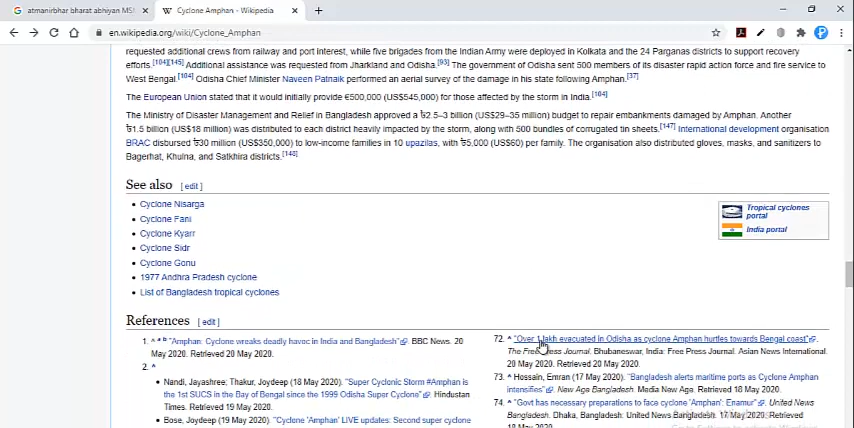 atmanirbhar bharat abhiyan MSM
Cyclone Amphan - Wikipedia
en.wikipedia.org/wiki/Cyclone_Amphan
requested additional crews from railway and port interest, while five brigades from the Indian Army were deployed in Kolkata and the 24 Parganas districts to support recovery
efforts.[104][145] Additional assistance was requested from Jharkland and Odisha.[93] The government of Odisha sent 500 members of its disaster rapid action force and fire service to
West Bengal.[104] Odisha Chief Minister Naveen Patnaik performed an aerial survey of the damage in his state following Amphan.[37]
The European Union stated that it would initially provide €500,000 (US$545,000) for those affected by the storm in India.[104]
The Ministry of Disaster Management and Relief in Bangladesh approved a ৳2.5–3 billion (US$29–35 million) budget to repair embankments damaged by Amphan. Another
৳1.5 billion (US$18 million) was distributed to each district heavily impacted by the storm, along with 500 bundles of corrugated tin sheets.[147] International development organisation
BRAC disbursed ৳30 million (US$350,000) to low-income families in 10 upazilas, with ৳5,000 (US$60) per family. The organisation also distributed gloves, masks, and sanitizers to
Bagerhat, Khulna, and Satkhira districts.[148]
See also [ edit ]
Cyclone Nisarga
Cyclone Fani
Cyclone Kyarr
Cyclone Sidr
Cyclone Gonu
1977 Andhra Pradesh cyclone
List of Bangladesh tropical cyclones
Tropical cyclones
portal
India portal
References [ edit ]
1. ^ a b "Amphan: Cyclone wreaks deadly havoc in India and Bangladesh". BBC News. 20
May 2020. Retrieved 20 May 2020.
2. ^
Nandi, Jayashree; Thakur, Joydeep (18 May 2020). "Super Cyclonic Storm #Amphan is
the 1st SUCS in the Bay of Bengal since the 1999 Odisha Super Cyclone". Hindustan
Times. Retrieved 19 May 2020.
Bose, Joydeep (19 May 2020). "Cyclone 'Amphan' LIVE updates: Second super cyclone
72. ^ "Over 1 lakh evacuated in Odisha as cyclone Amphan hurtles towards Bengal coast".
The Free Press Journal. Bhubaneswar, India: Free Press Journal. Asian News International.
20 May 2020. Retrieved 20 May 2020.
73. ^ Hossain, Emran (17 May 2020). "Bangladesh alerts maritime ports as Cyclone Amphan
intensifies". New Age Bangladesh. Media New Age. Retrieved 18 May 2020.
74. ^ "Govt has necessary preparations to face cyclone 'Amphan': Enamur". United News
Bangladesh. Dhaka, Bangladesh: United News Bangladesh. 17 May 2020. Retrieved
18 May 2020.